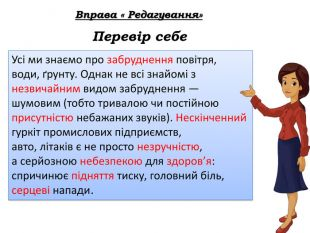 Вправа « Редагування»
Перевір себе
Усі ми знаємо про забруднення повітря,
води, ґрунту. Однак не всі знайомі з
незвичайним видом забруднення —
шумовим (тобто тривалою чи постійною
присутністю небажаних звуків). Нескінченний
гуркіт промислових підприємств,
авто, літаків є не просто незручністю,
а серйозною небезпекою для здоров'я:
спричинює підняття тиску, головний біль,
серцеві напади.